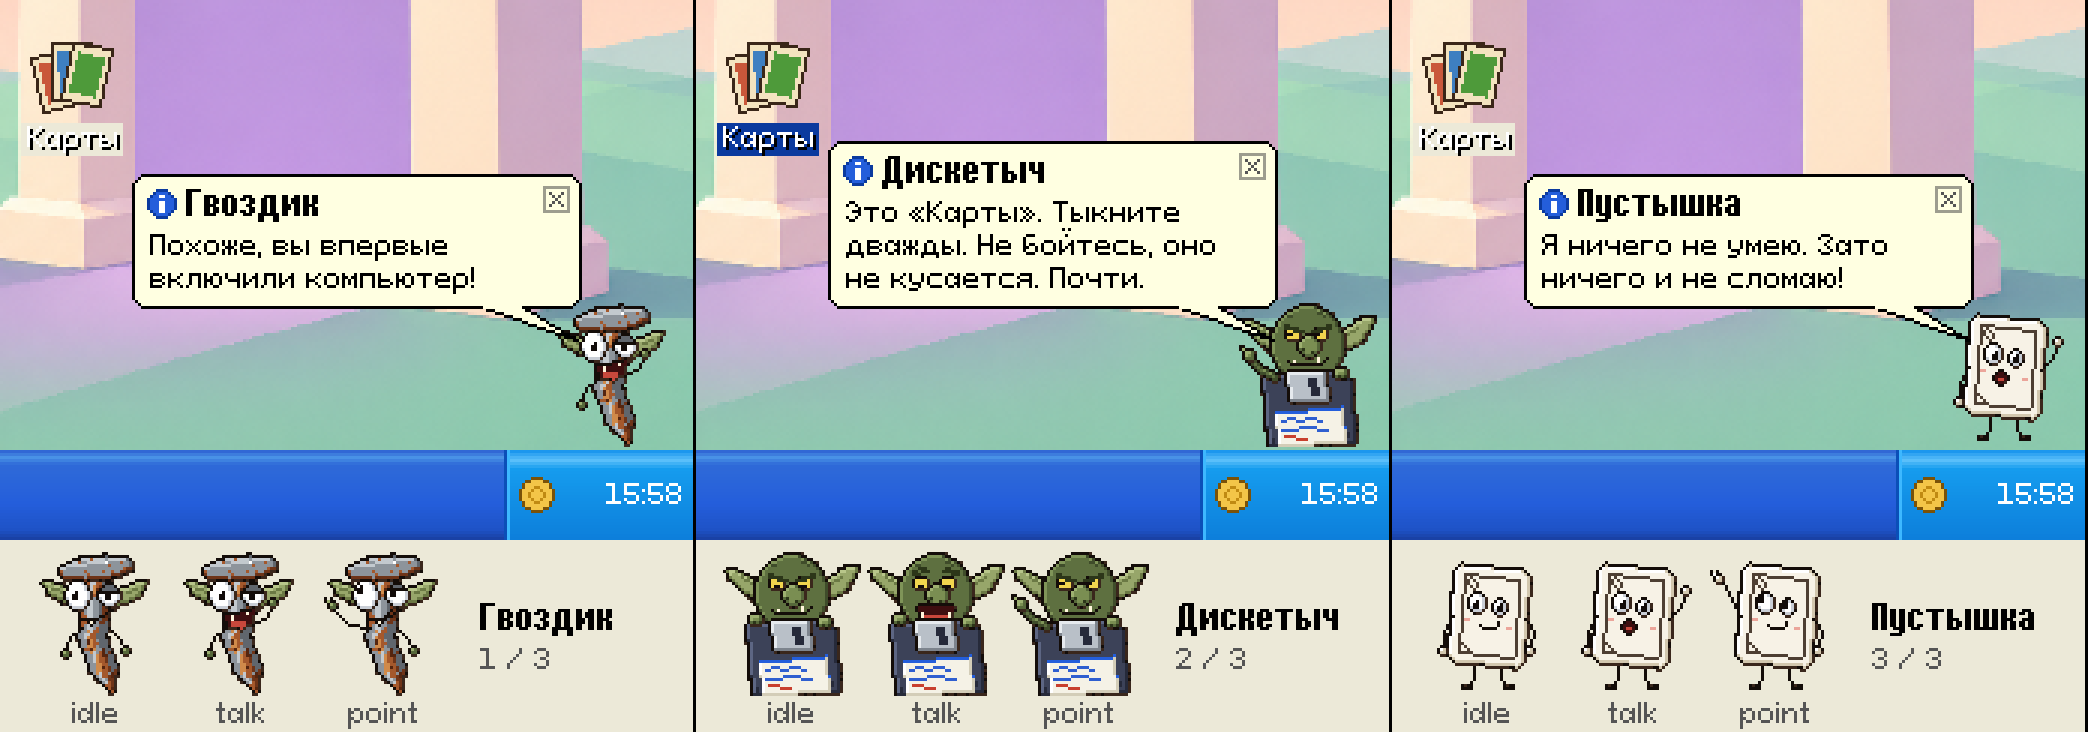 Карты
Гвоздик
Похоже, вы впервые
включили компьютер!
15:58
idle
talk
point
Гвоздик
1 / 3
Карты
Дискетыч
Это «Карты». Тыкните
дважды. Не бойтесь, оно
не кусается. Почти.
15:58
idle
talk
point
Дискетыч
2 / 3
Карты
Пустышка
Я ничего не умею. Зато
ничего и не сломаю!
15:58
idle
talk
point
Пустышка
3 / 3